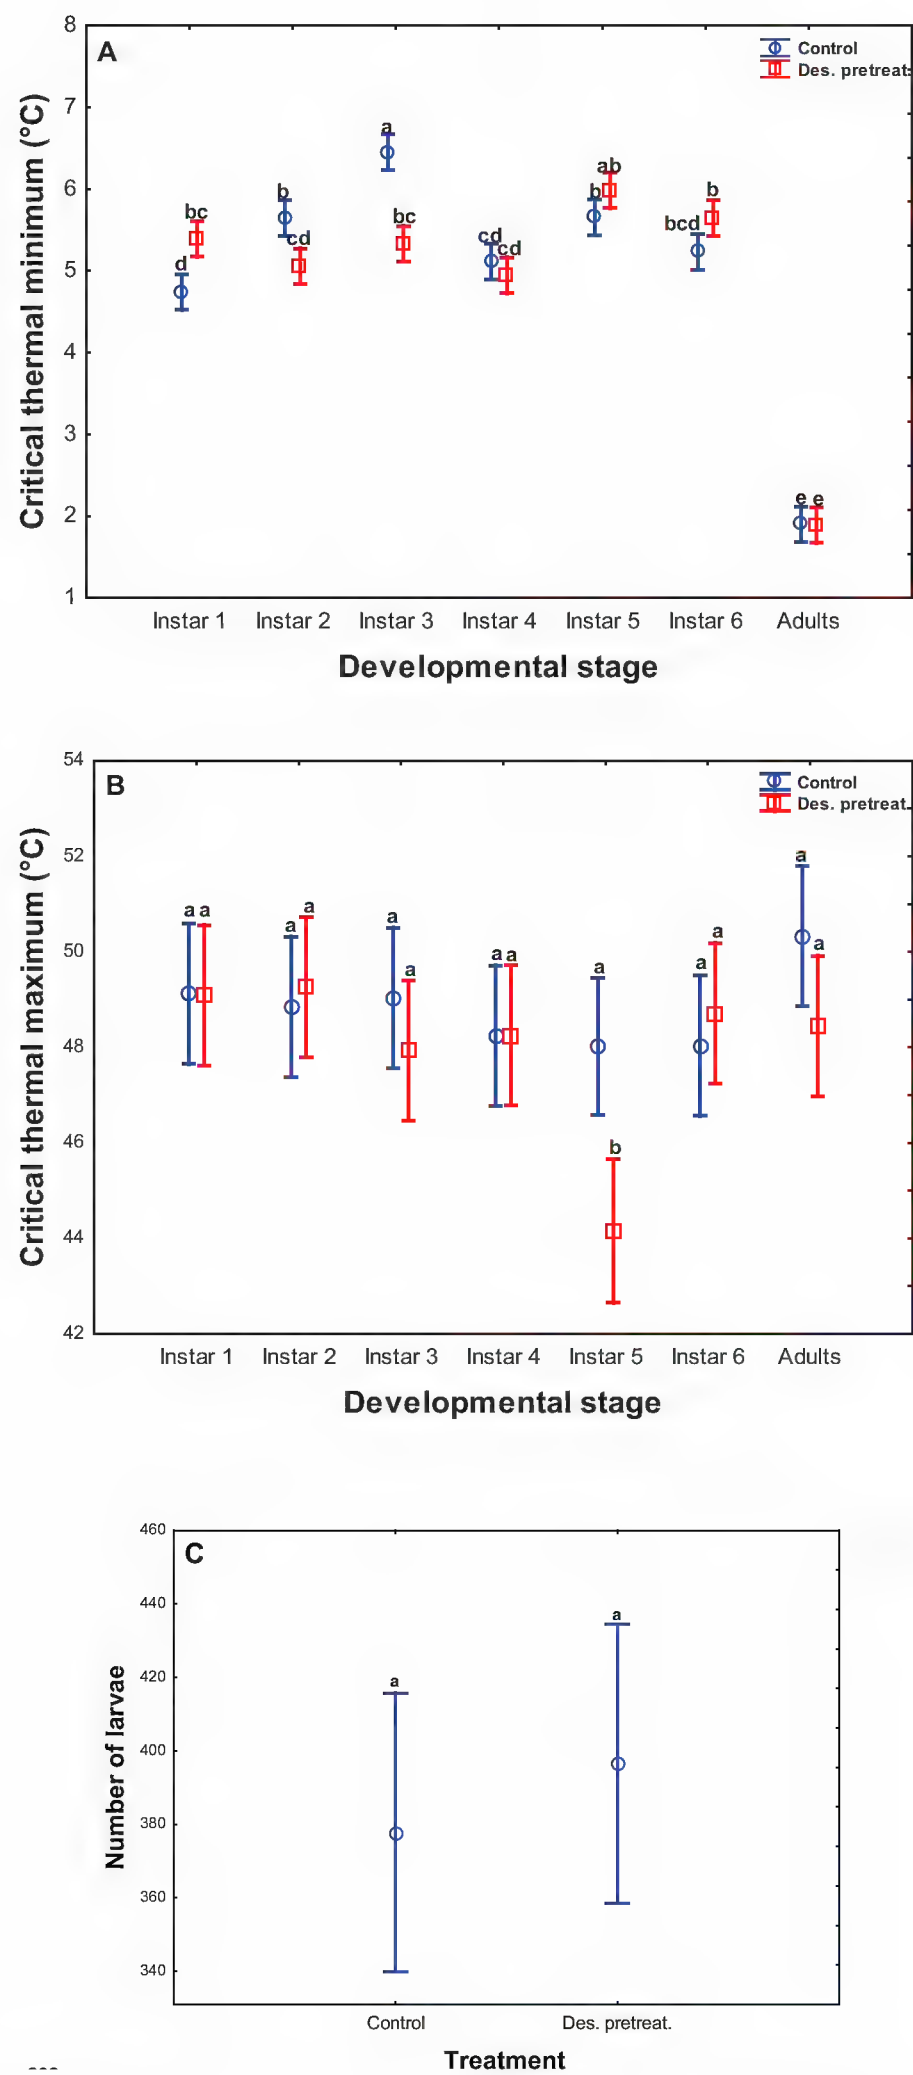 8
A
Control
Des. pretreat.
7
a
ab
bc
b
bc
b
b
6
cd
cd
cd
bcd
d
5
4
3
2
e e
1
Critical thermal minimum (°C)
Instar 1 Instar 2 Instar 3 Instar 4 Instar 5 Instar 6 Adults
Developmental stage
54
B
Control
Des. pretreat.
52
a
a a
a
a
a
a
a
a a
a
a
a
50
48
46
b
44
42
Critical thermal maximum (°C)
Instar 1 Instar 2 Instar 3 Instar 4 Instar 5 Instar 6 Adults
Developmental stage
460
C
440
a
420
a
400
380
360
340
Number of larvae
Control Des. pretreat.
Treatment